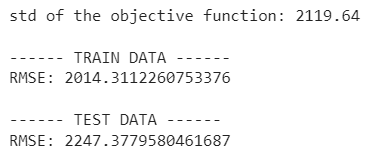 std of the objective function: 2119.64
------ TRAIN DATA ------
RMSE: 2014.3112260753376
------ TEST DATA ------
RMSE: 2247.3779580461687